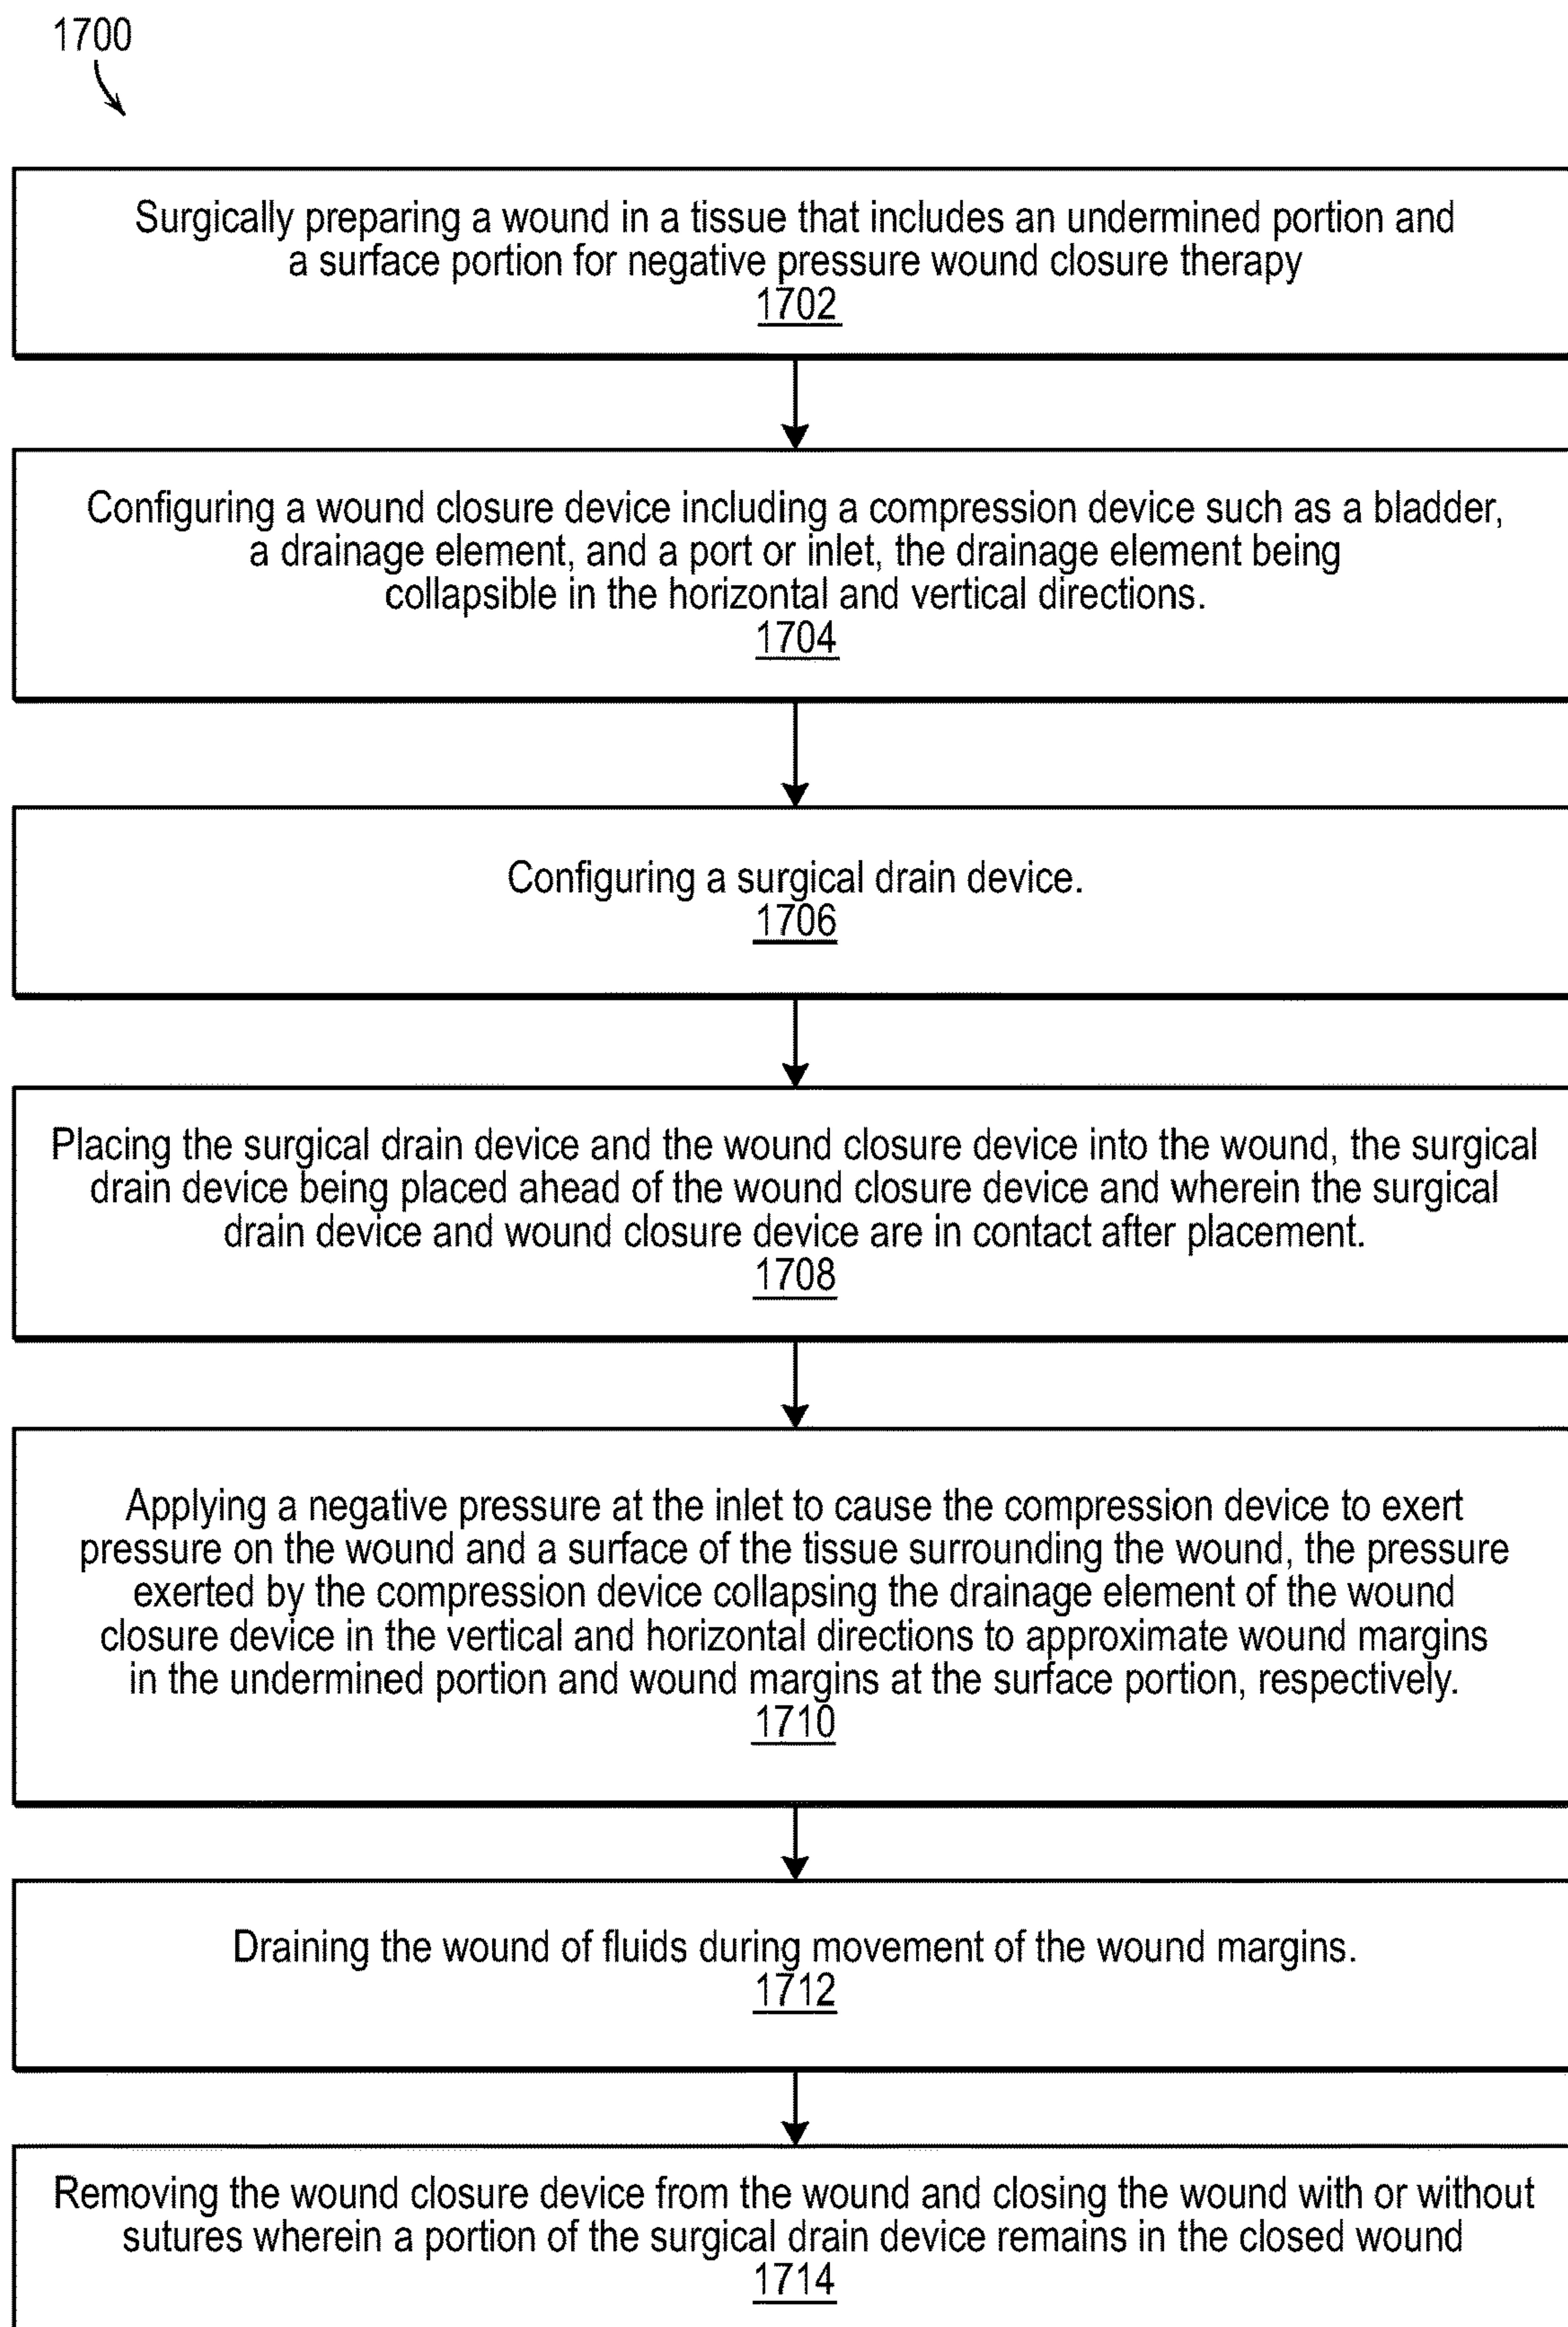 1700
Surgically preparing a wound in a tissue that includes an undermined portion and
a surface portion for negative pressure wound closure therapy
1702
Configuring a wound closure device including a compression device such as a bladder,
a drainage element, and a port or inlet, the drainage element being
collapsible in the horizontal and vertical directions.
1704
Configuring a surgical drain device.
1706
Placing the surgical drain device and the wound closure device into the wound, the surgical
drain device being placed ahead of the wound closure device and wherein the surgical
drain device and wound closure device are in contact after placement.
1708
Applying a negative pressure at the inlet to cause the compression device to exert
pressure on the wound and a surface of the tissue surrounding the wound, the pressure
exerted by the compression device collapsing the drainage element of the wound
closure device in the vertical and horizontal directions to approximate wound margins
in the undermined portion and wound margins at the surface portion, respectively.
1710
Draining the wound of fluids during movement of the wound margins.
1712
Removing the wound closure device from the wound and closing the wound with or without
sutures wherein a portion of the surgical drain device remains in the closed wound
1714